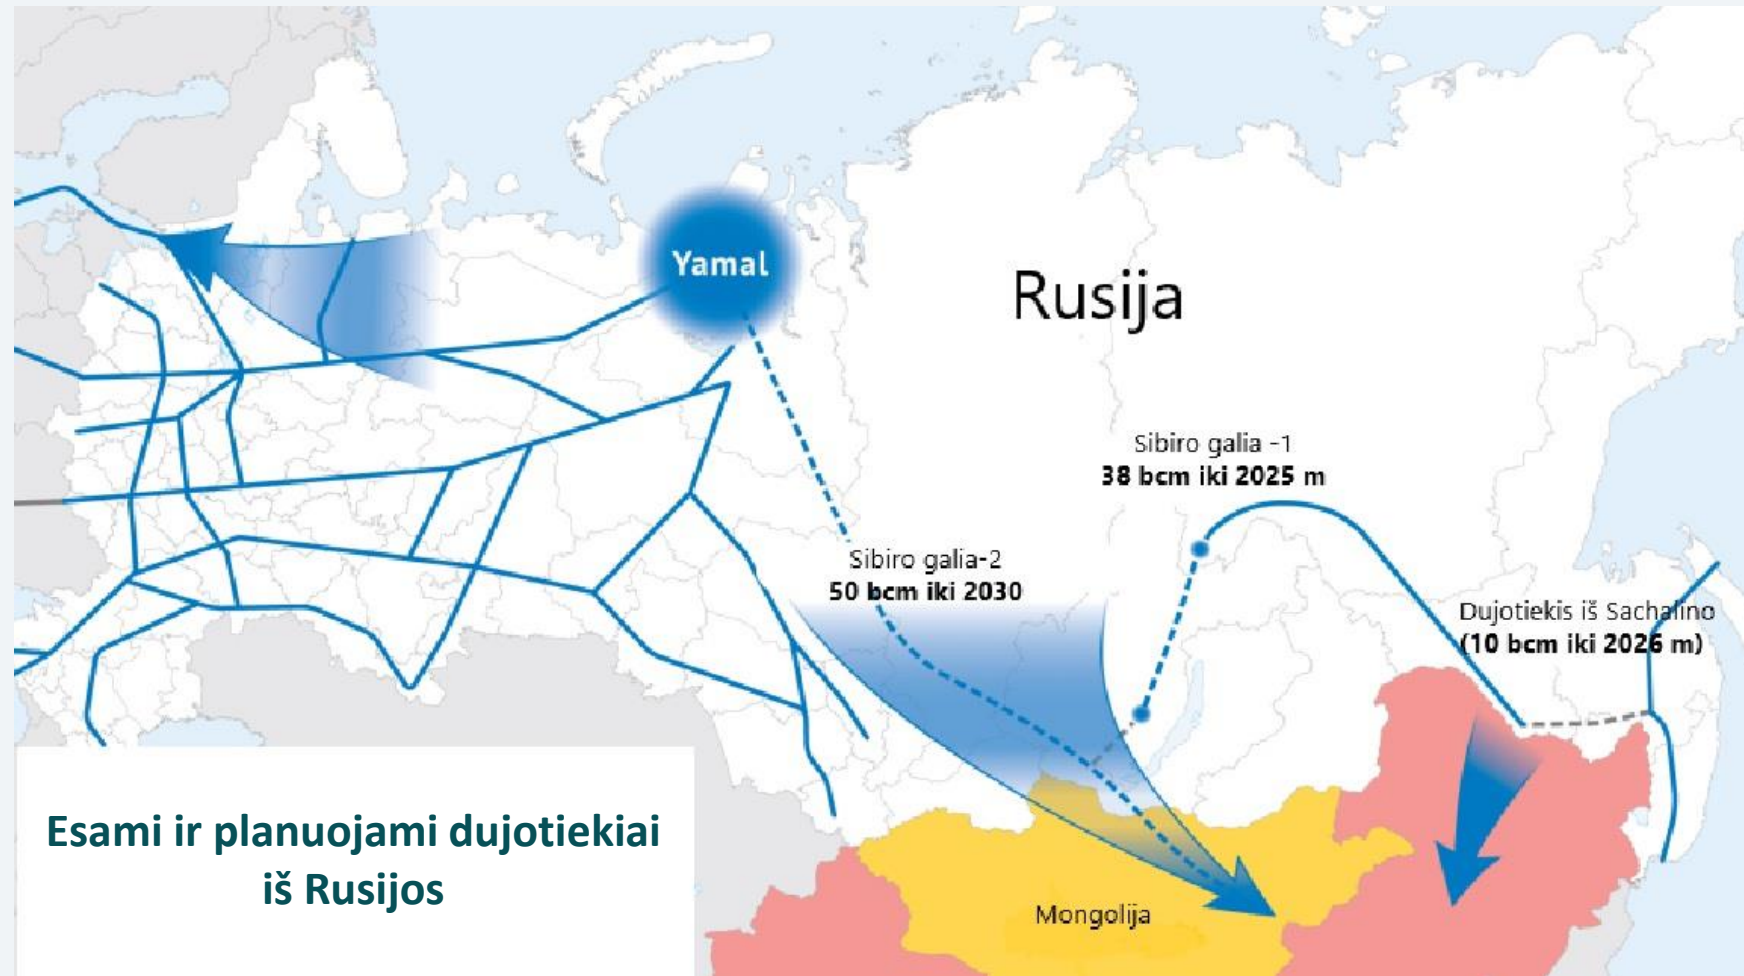 Yamal
Rusija
Sibiro galia -1
38 bcm iki 2025 m
Sibiro galia-2
50 bcm iki 2030
Dujotiekis iš Sachalino
(10 bcm iki 2026 m)
Esami ir planuojami dujotiekiai
iš Rusijos
Mongolija